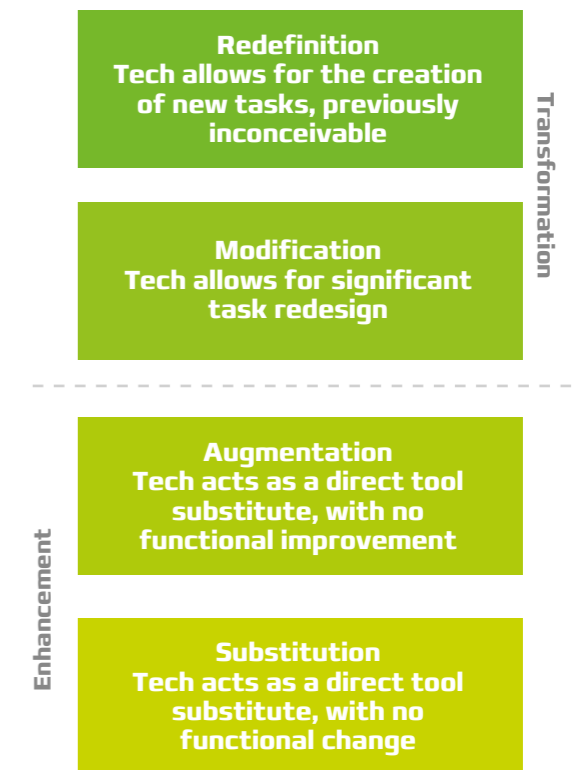 Redefinition
Tech allows for the creation
of new tasks, previously
inconceivable
Transformation
Modification
Tech allows for significant
task redesign
Augmentation
Tech acts as a direct tool
substitute, with no
functional improvement
Enhancement
Substitution
Tech acts as a direct tool
substitute, with no
functional change